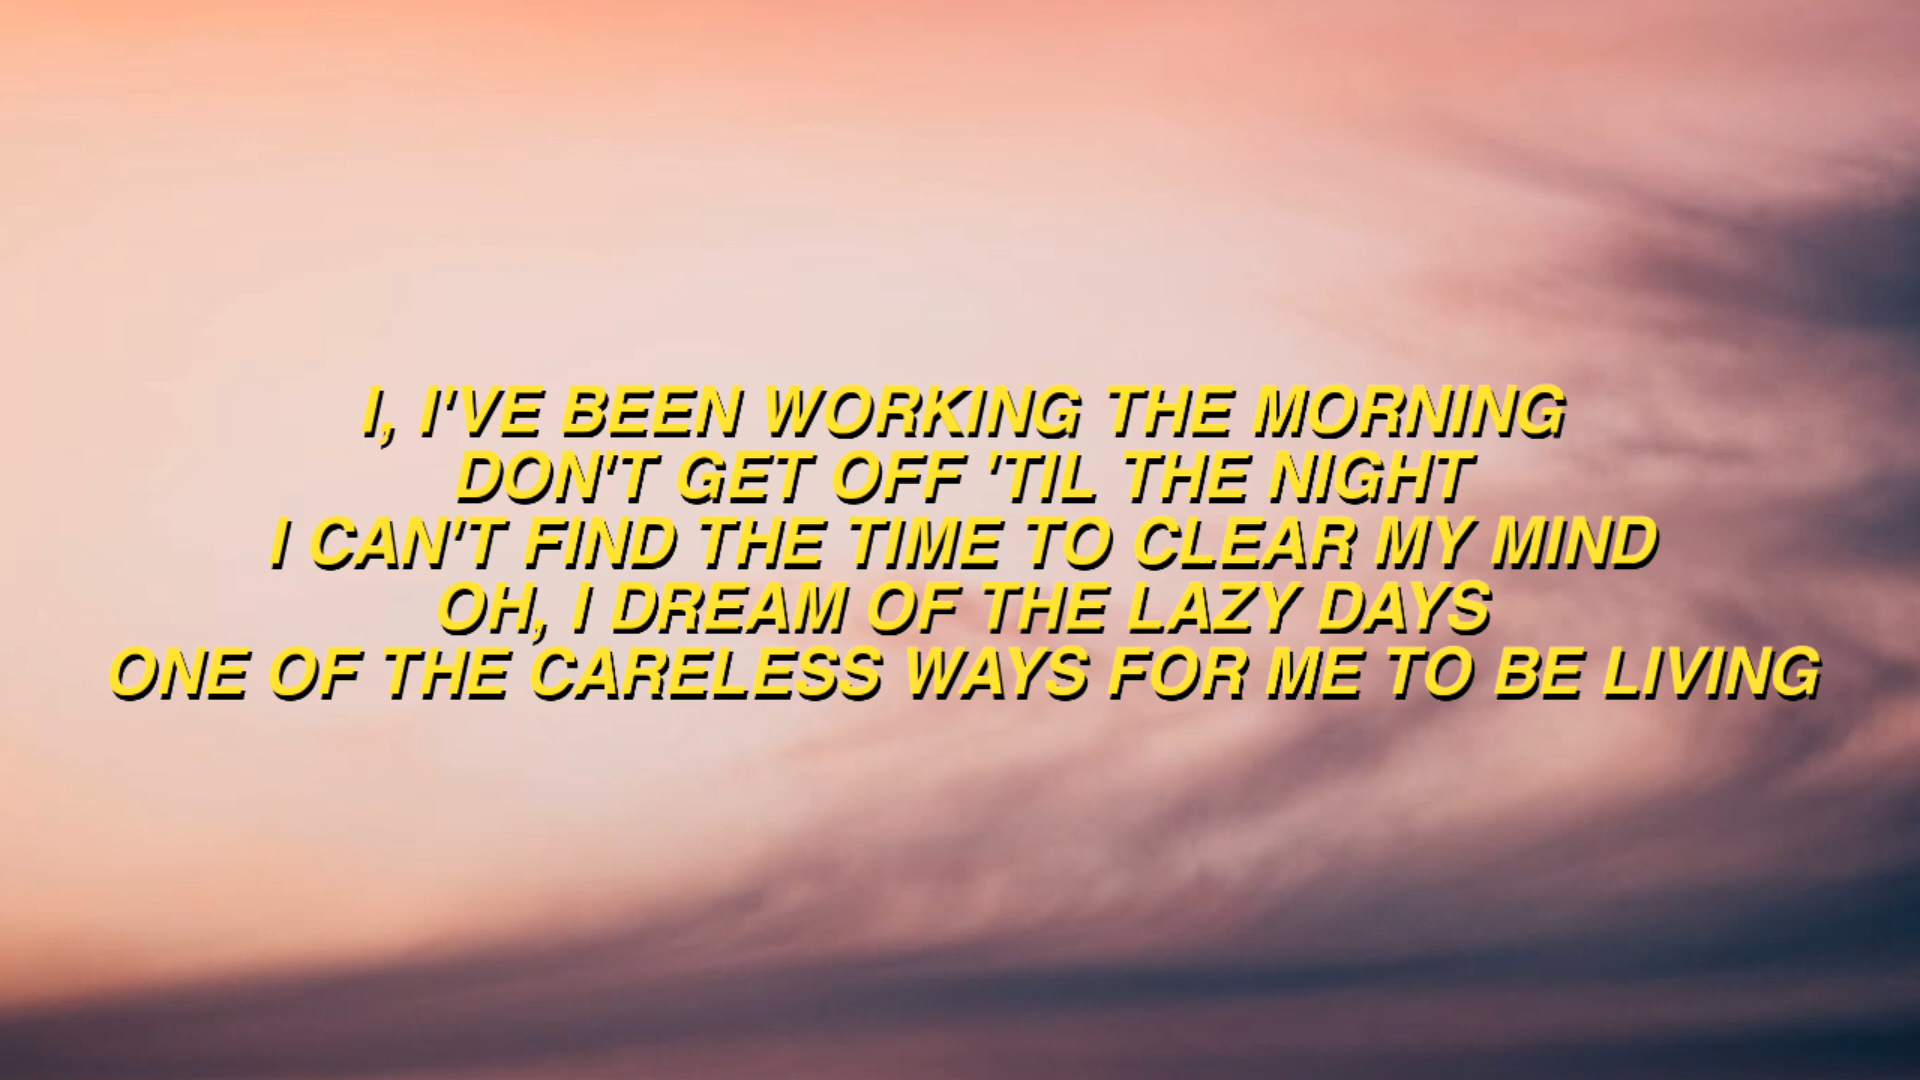 I, I'VE BEEN WORKING THE MORNING
DON'T GET OFF 'TIL THE NIGHT
I CAN'T FIND THE TIME TO CLEAR MY MIND
OH, I DREAM OF THE LAZY DAYS
ONE OF THE CARELESS WAYS FOR ME TO BE LIVING